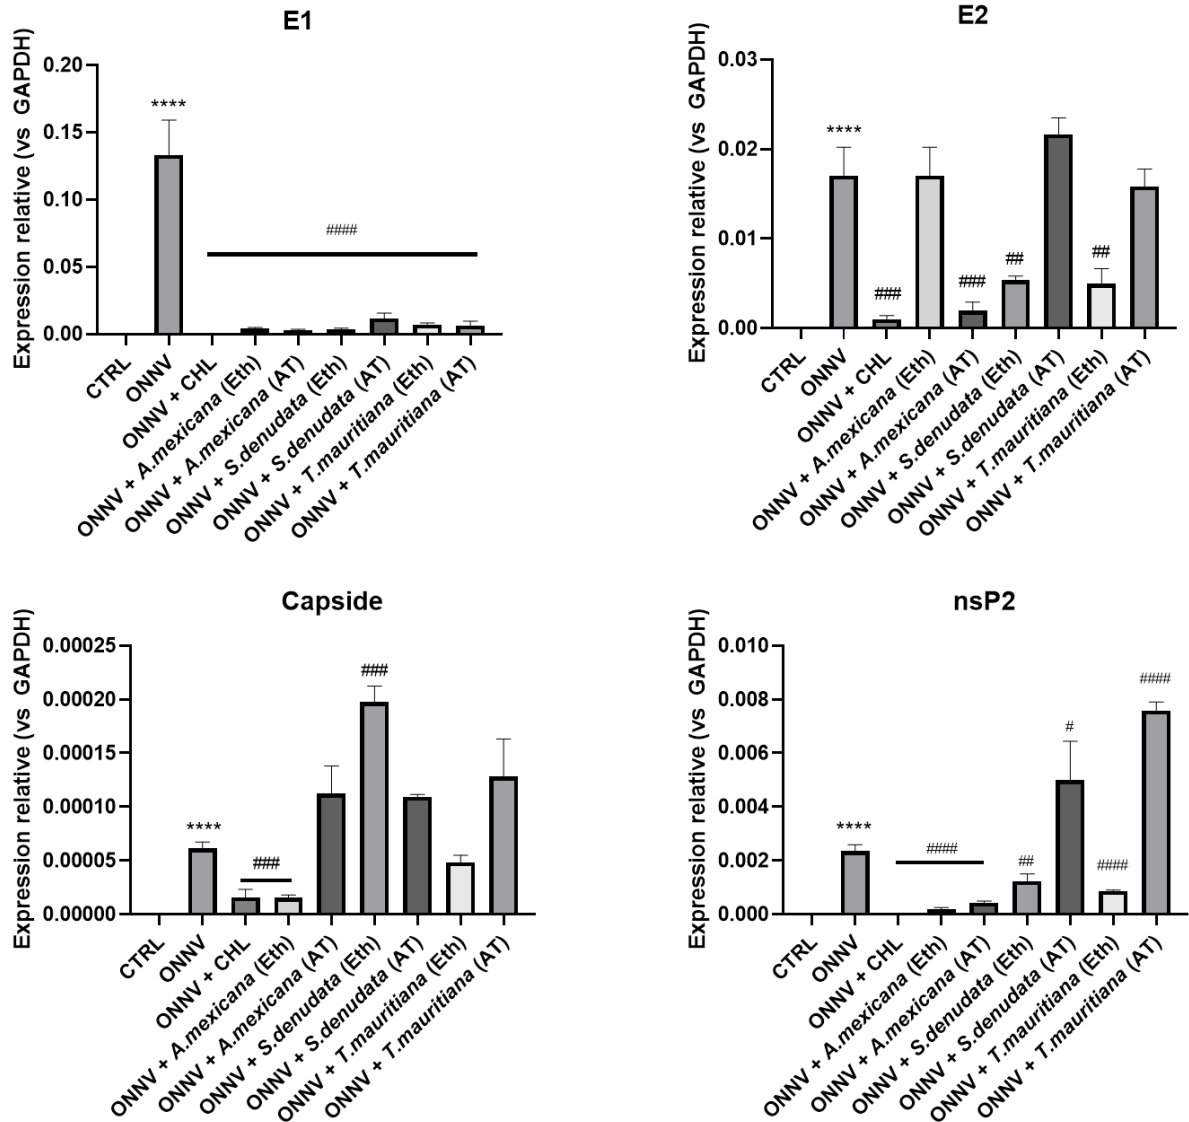 E1
Expression relative (vs GAPDH)
0.20
0.15
0.10
0.05
0.00
****
####
CTRL
ONNV
ONNV + CHL
ONNV + A.mexicana (Eth)
ONNV + A.mexicana (AT)
ONNV + S.denudata (Eth)
ONNV + S.denudata (AT)
ONNV + T.mauritiana (Eth)
ONNV + T.mauritiana (AT)
E2
Expression relative (vs GAPDH)
0.03
0.02
0.01
0.00
****
###
###
##
##
CTRL
ONNV
ONNV + CHL
ONNV + A.mexicana (Eth)
ONNV + A.mexicana (AT)
ONNV + S.denudata (Eth)
ONNV + S.denudata (AT)
ONNV + T.mauritiana (Eth)
ONNV + T.mauritiana (AT)
Capside
Expression relative (vs GAPDH)
0.00025
0.00020
0.00015
0.00010
0.00005
0.00000
****
###
###
CTRL
ONNV
ONNV + CHL
ONNV + A.mexicana (Eth)
ONNV + A.mexicana (AT)
ONNV + S.denudata (Eth)
ONNV + S.denudata (AT)
ONNV + T.mauritiana (Eth)
ONNV + T.mauritiana (AT)
nsP2
Expression relative (vs GAPDH)
0.010
0.008
0.006
0.004
0.002
0.000
****
####
##
#
####
####
CTRL
ONNV
ONNV + CHL
ONNV + A.mexicana (Eth)
ONNV + A.mexicana (AT)
ONNV + S.denudata (Eth)
ONNV + S.denudata (AT)
ONNV + T.mauritiana (Eth)
ONNV + T.mauritiana (AT)